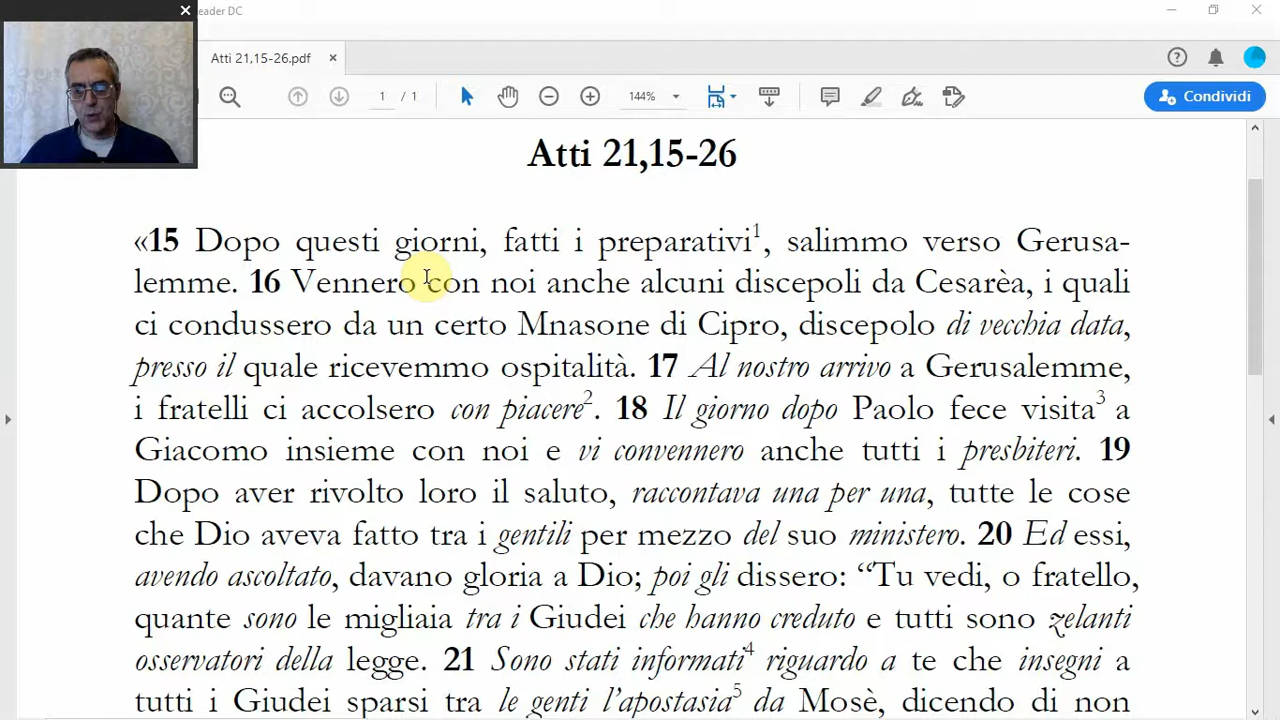 eader DC
Atti 21,15-26.pdf
1 / 1
144%
Condividi
Atti 21,15-26
«15 Dopo questi giorni, fatti i preparativi1, salimmo verso Gerusa-
lemme. 16 Vennero con noi anche alcuni discepoli da Cesarèa, i quali
ci condussero da un certo Mnasone di Cipro, discepolo di vecchia data,
presso il quale ricevemmo ospitalità. 17 Al nostro arrivo a Gerusalemme,
i fratelli ci accolsero con piacere2. 18 Il giorno dopo Paolo fece visita3 a
Giacomo insieme con noi e vi convennero anche tutti i presbiteri. 19
Dopo aver rivolto loro il saluto, raccontava una per una, tutte le cose
che Dio aveva fatto tra i gentili per mezzo del suo ministero. 20 Ed essi,
avendo ascoltato, davano gloria a Dio; poi gli dissero: “Tu vedi, o fratello,
quante sono le migliaia tra i Giudei che hanno creduto e tutti sono zelanti
osservatori della legge. 21 Sono stati informati4 riguardo a te che insegni a
tutti i Giudei sparsi tra le genti l’apostasia5 da Mosè, dicendo di non